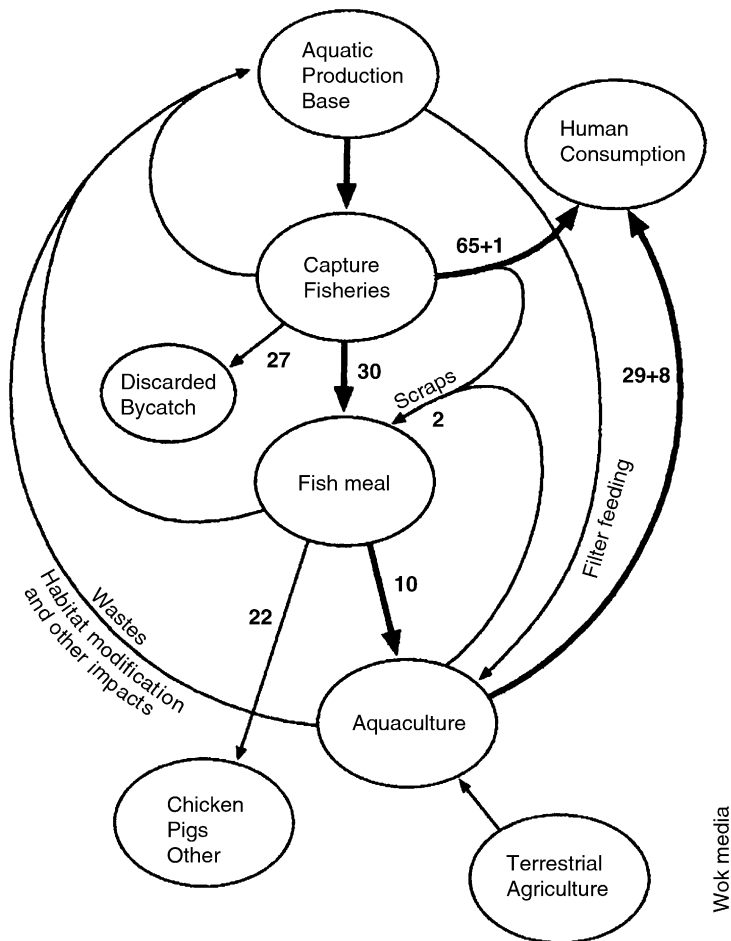 Aquatic
Production
Base
Human
Consumption
65+1
Capture
Fisheries
27
30
29+8
Discarded
Bycatch
Scraps
2
Fish meal
Filter feeding
10
22
Wastes
Habitat modification
and other impacts
Aquaculture
Chicken
Pigs
Other
Terrestrial
Agriculture
Wok media